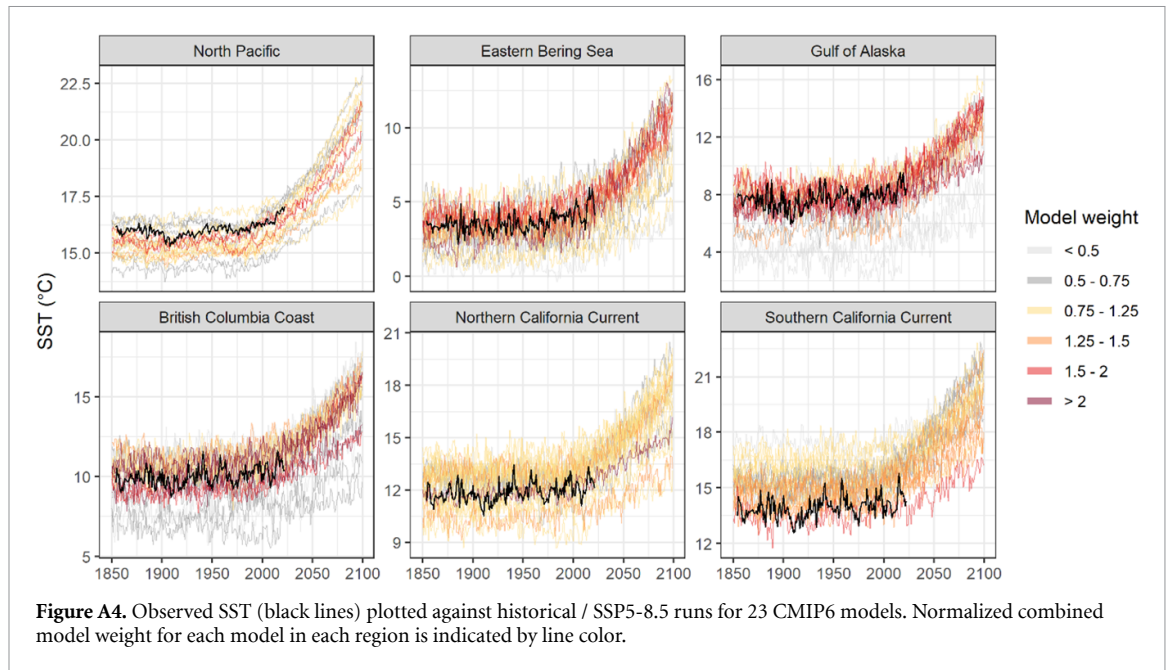 North Pacific
Eastern Bering Sea
Gulf of Alaska
22.5
20.0
17.5
15.0
10
5
0
16
12
8
4
British Columbia Coast
Northern California Current
Southern California Current
15
10
5
21
18
15
12
9
21
18
15
12
1850 1900 1950 2000 2050 2100
1850 1900 1950 2000 2050 2100
1850 1900 1950 2000 2050 2100
SST (°C)
Model weight
< 0.5
0.5 - 0.75
0.75 - 1.25
1.25 - 1.5
1.5 - 2
> 2
Figure A4. Observed SST (black lines) plotted against historical / SSP5-8.5 runs for 23 CMIP6 models. Normalized combined
model weight for each model in each region is indicated by line color.